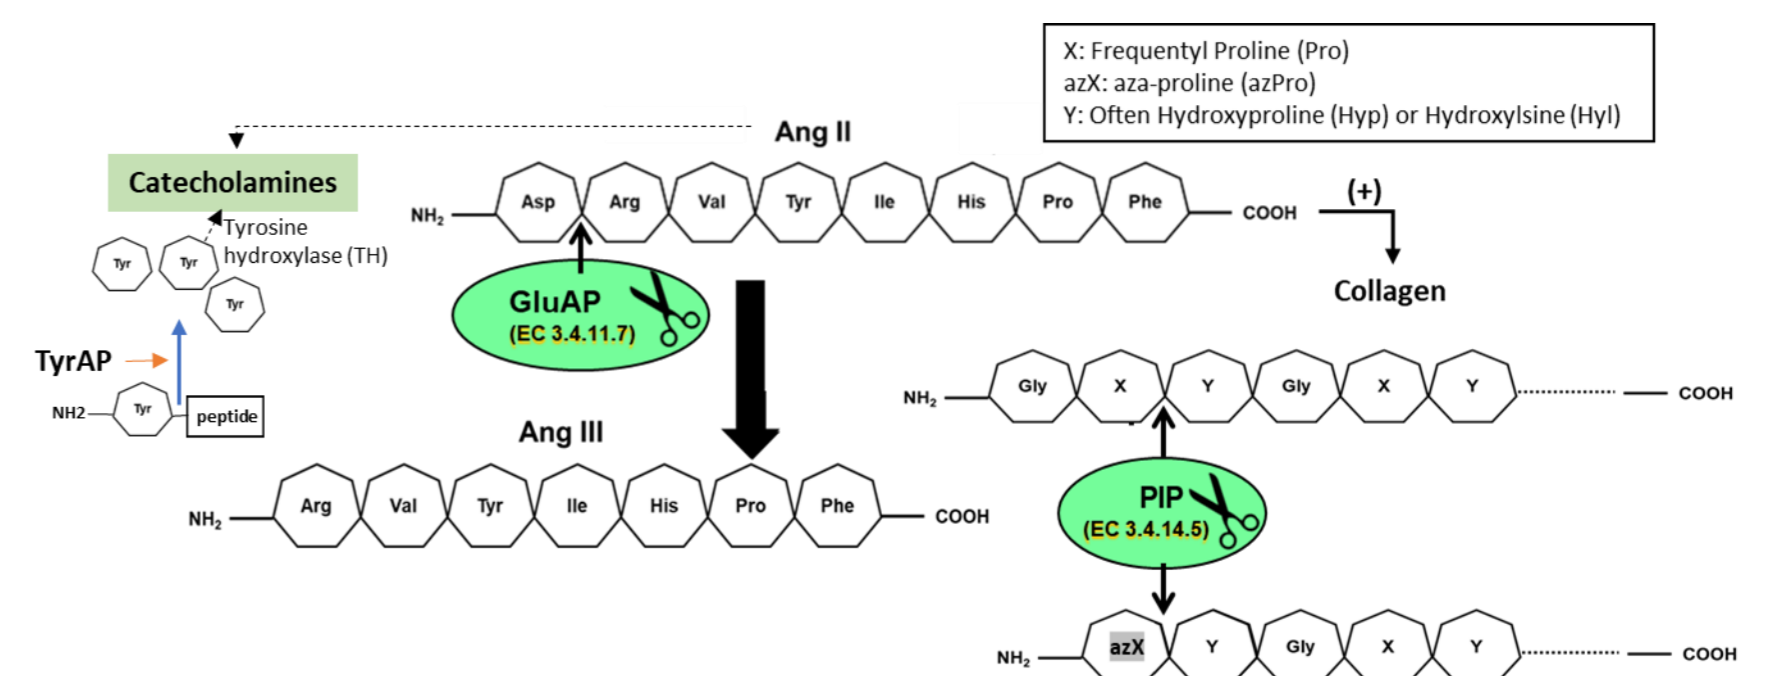 X: Frequentyl Proline (Pro)
azX: aza-proline (azPro)
Y: Often Hydroxyproline (Hyp) or Hydroxylsine (Hyl)
Ang II
Catecholamines
NH₂ Asp Arg Val Tyr Ile His Pro Phe COOH
(+)
Tyrosine
hydroxylase (TH)
Tyr Tyr
Tyr
GluAP
(EC 3.4.11.7)
Collagen
TyrAP
NH2 Tyr peptide
NH₂ Gly X Y Gly X Y COOH
Ang III
NH₂ Arg Val Tyr Ile His Pro Phe COOH
PIP
(EC 3.4.14.5)
NH₂ azX Y Gly X Y COOH